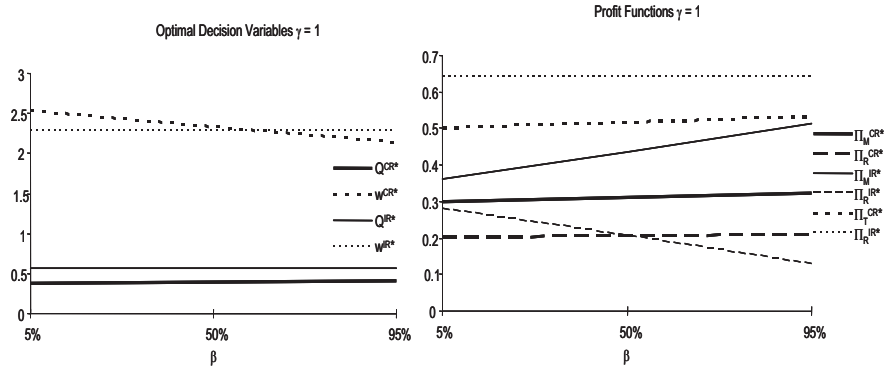 Optimal Decision Variables γ = 1
3
2.5
2
1.5
1
0.5
0
5%
50%
95%
β
Q^CR*
w^CR*
Q^IR*
w^IR*
Profit Functions γ = 1
0.7
0.6
0.5
0.4
0.3
0.2
0.1
0
5%
50%
95%
β
Π_M^CR*
Π_R^CR*
Π_M^IR*
Π_R^IR*
Π_T^CR*
Π_R^IR*